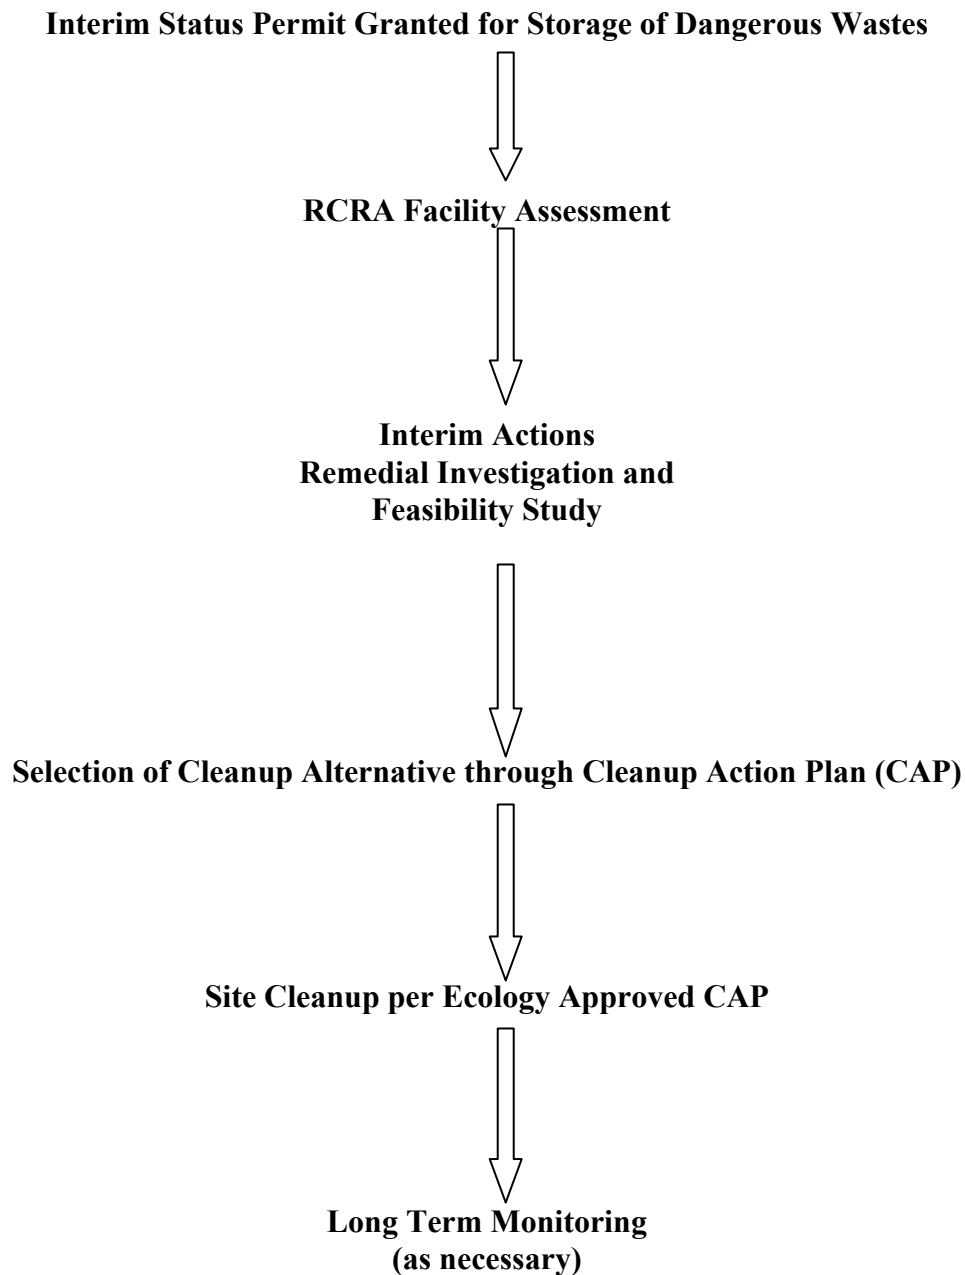 Interim Status Permit Granted for Storage of Dangerous Wastes
RCRA Facility Assessment
Interim Actions
Remedial Investigation and
Feasibility Study
Selection of Cleanup Alternative through Cleanup Action Plan (CAP)
Site Cleanup per Ecology Approved CAP
Long Term Monitoring
(as necessary)